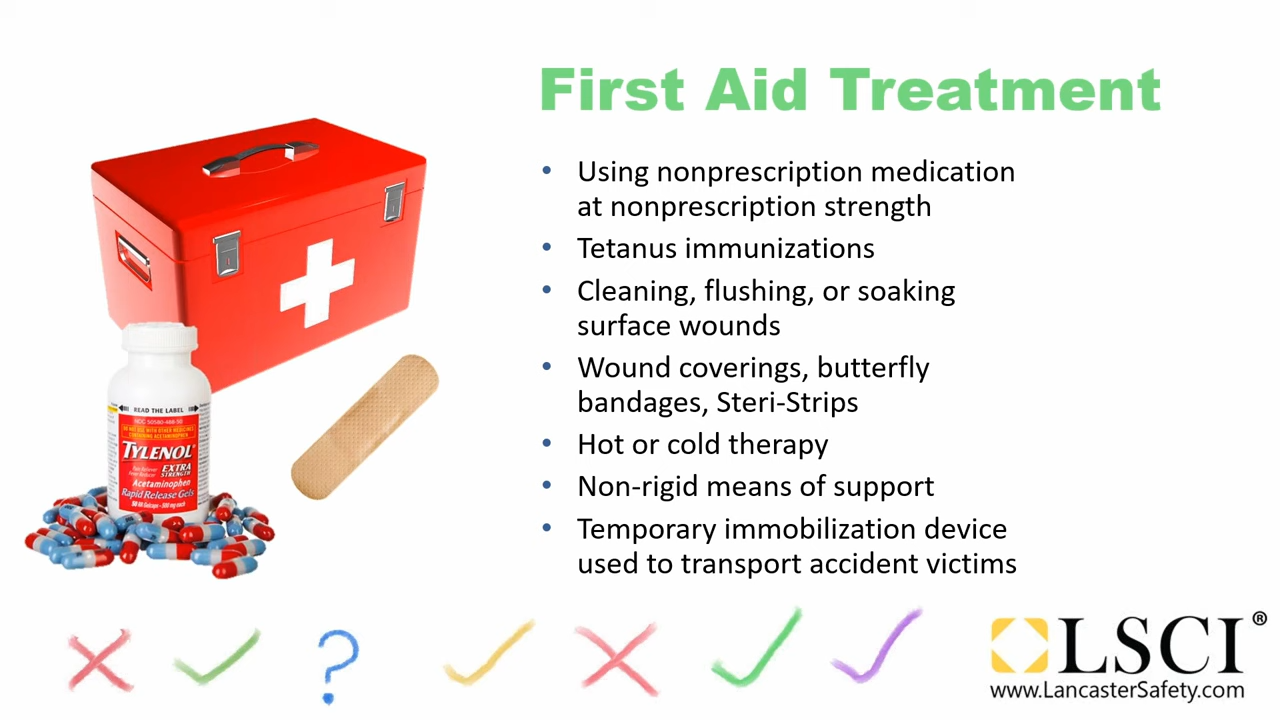 First Aid Treatment
• Using nonprescription medication
at nonprescription strength
• Tetanus immunizations
• Cleaning, flushing, or soaking
surface wounds
• Wound coverings, butterfly
bandages, Steri-Strips
• Hot or cold therapy
• Non-rigid means of support
• Temporary immobilization device
used to transport accident victims
READ THE LABEL
TYLENOL®
EXTRA
STRENGTH
Acetaminophen
Rapid Release Gels
?
LSCI®
www.LancasterSafety.com